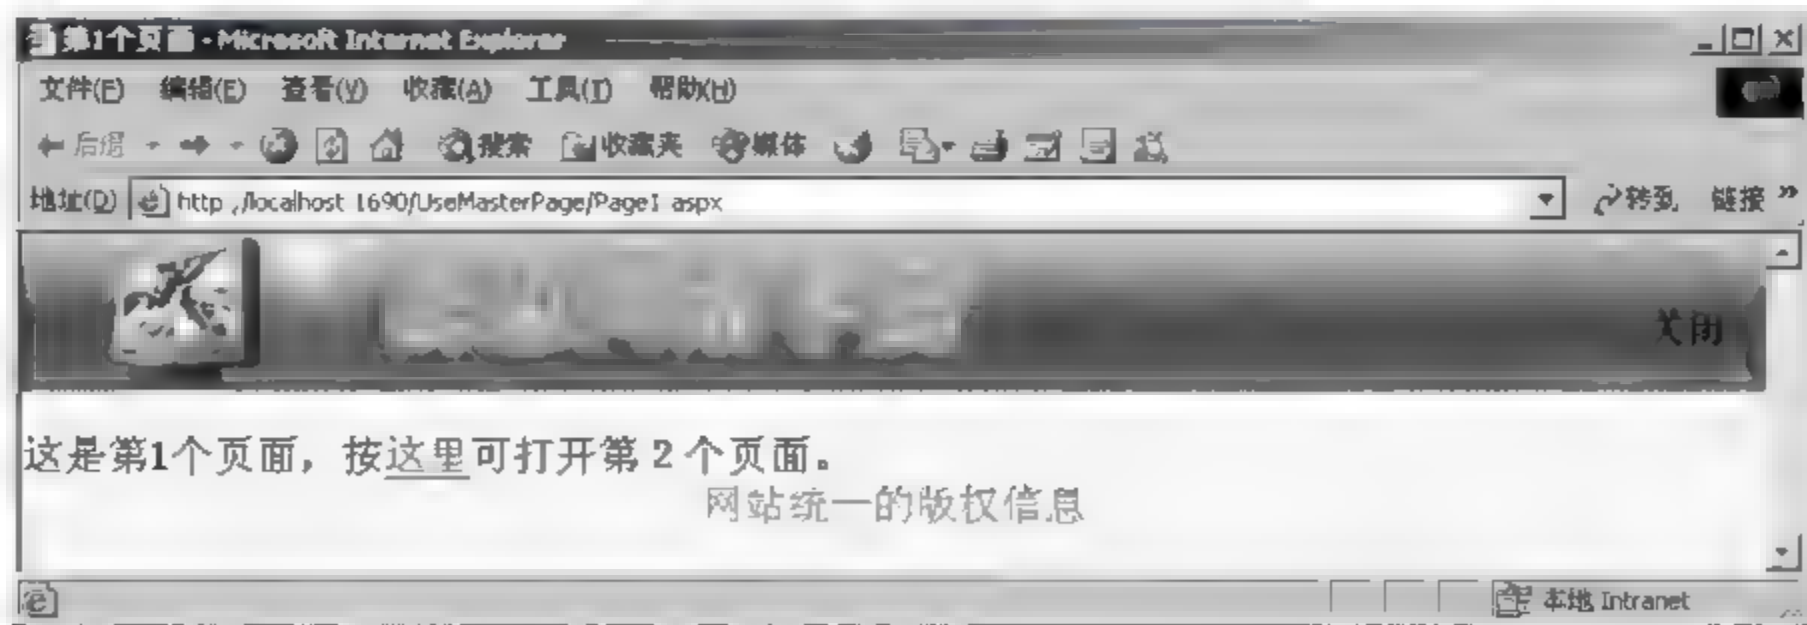 第1个页面 - Microsoft Internet Explorer
文件(F) 编辑(E) 查看(V) 收藏(A) 工具(T) 帮助(H)
后退 搜索 收藏夹 媒体
地址(D) http://localhost:1690/UseMasterPage/Page1.aspx 转到 链接 »
关闭
这是第1个页面，按这里可打开第 2 个页面。
网站统一的版权信息
本地 Intranet